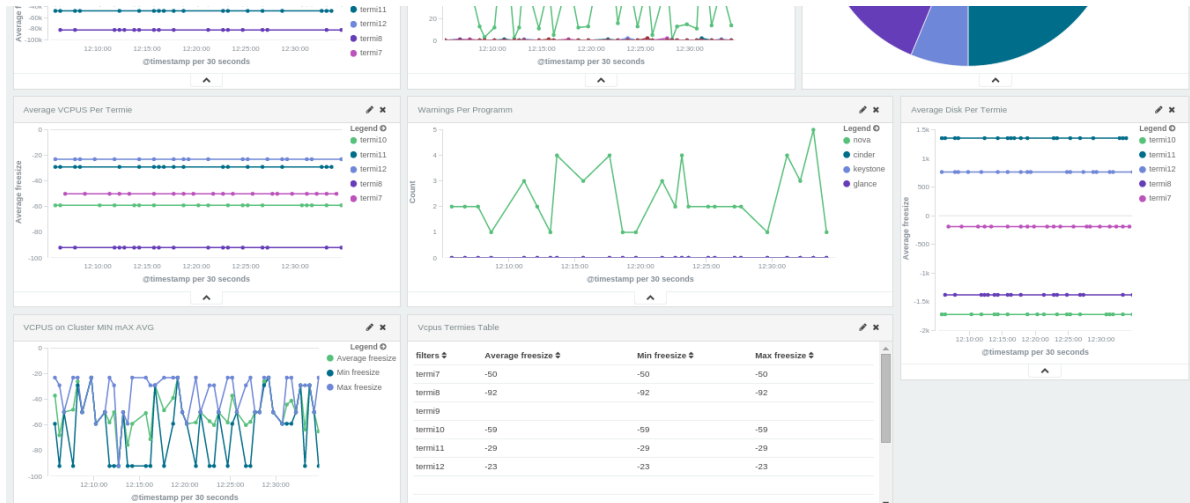 -40k
-60k
-80k
-100k
Average f
12:10:00 12:15:00 12:20:00 12:25:00 12:30:00
@timestamp per 30 seconds
termi11
termi12
termi8
termi7
20
0
12:10:00 12:15:00 12:20:00 12:25:00 12:30:00
@timestamp per 30 seconds
Average VCPUS Per Termie
Legend
termi10
termi11
termi12
termi8
termi7
0
-20
-40
-60
-80
-100
Average freesize
12:10:00 12:15:00 12:20:00 12:25:00 12:30:00
@timestamp per 30 seconds
Warnings Per Programm
Legend
nova
cinder
keystone
glance
5
4
3
2
1
0
Count
12:10:00 12:15:00 12:20:00 12:25:00 12:30:00
@timestamp per 30 seconds
Average Disk Per Termie
Legend
termi10
termi11
termi12
termi8
termi7
1.5k
1k
500
0
-500
-1k
-1.5k
-2k
Average freesize
12:10:00 12:15:00 12:20:00 12:25:00 12:30:00
@timestamp per 30 seconds
VCPUS on Cluster MIN mAX AVG
Legend
Average freesize
Min freesize
Max freesize
0
-20
-40
-60
-80
-100
12:10:00 12:15:00 12:20:00 12:25:00 12:30:00
@timestamp per 30 seconds
Vcpus Termies Table
filters Average freesize Min freesize Max freesize
termi7 -50 -50 -50
termi8 -92 -92 -92
termi9
termi10 -59 -59 -59
termi11 -29 -29 -29
termi12 -23 -23 -23